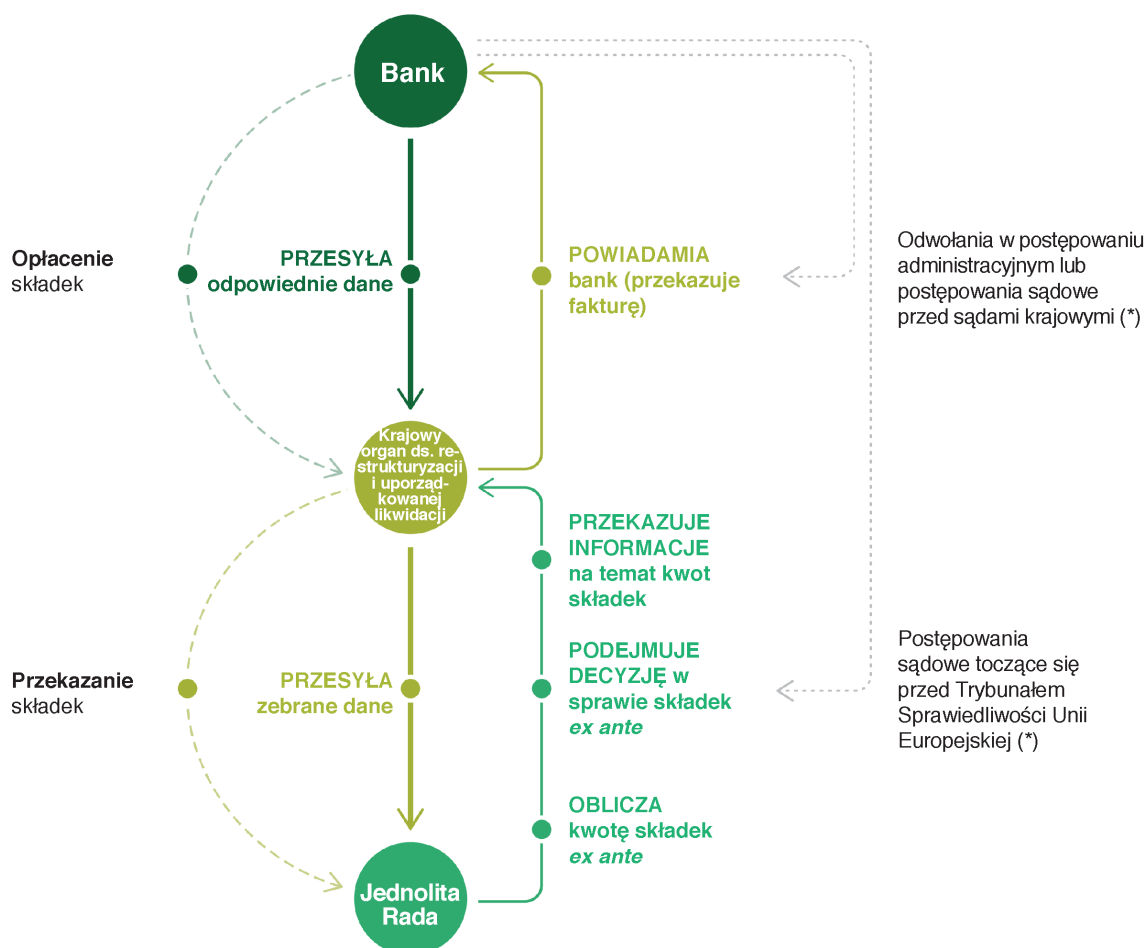 Bank
Opłacenie
składek
PRZESYŁA
odpowiednie dane
POWIADAMIA
bank (przekazuje
fakturę)
Odwołania w postępowaniu
administracyjnym lub
postępowania sądowe
przed sądami krajowymi (*)
Krajowy
organ ds. re-
strukturyzacji
i uporząd-
kowanej
likwidacji
PRZEKAZUJE
INFORMACJE
na temat kwot
składek
Przekazanie
składek
PRZESYŁA
zebrane dane
PODEJMUJE
DECYZJĘ w
sprawie składek
ex ante
Postępowania
sądowe toczące się
przed Trybunałem
Sprawiedliwości Unii
Europejskiej (*)
OBLICZA
kwotę składek
ex ante
Jednolita
Rada